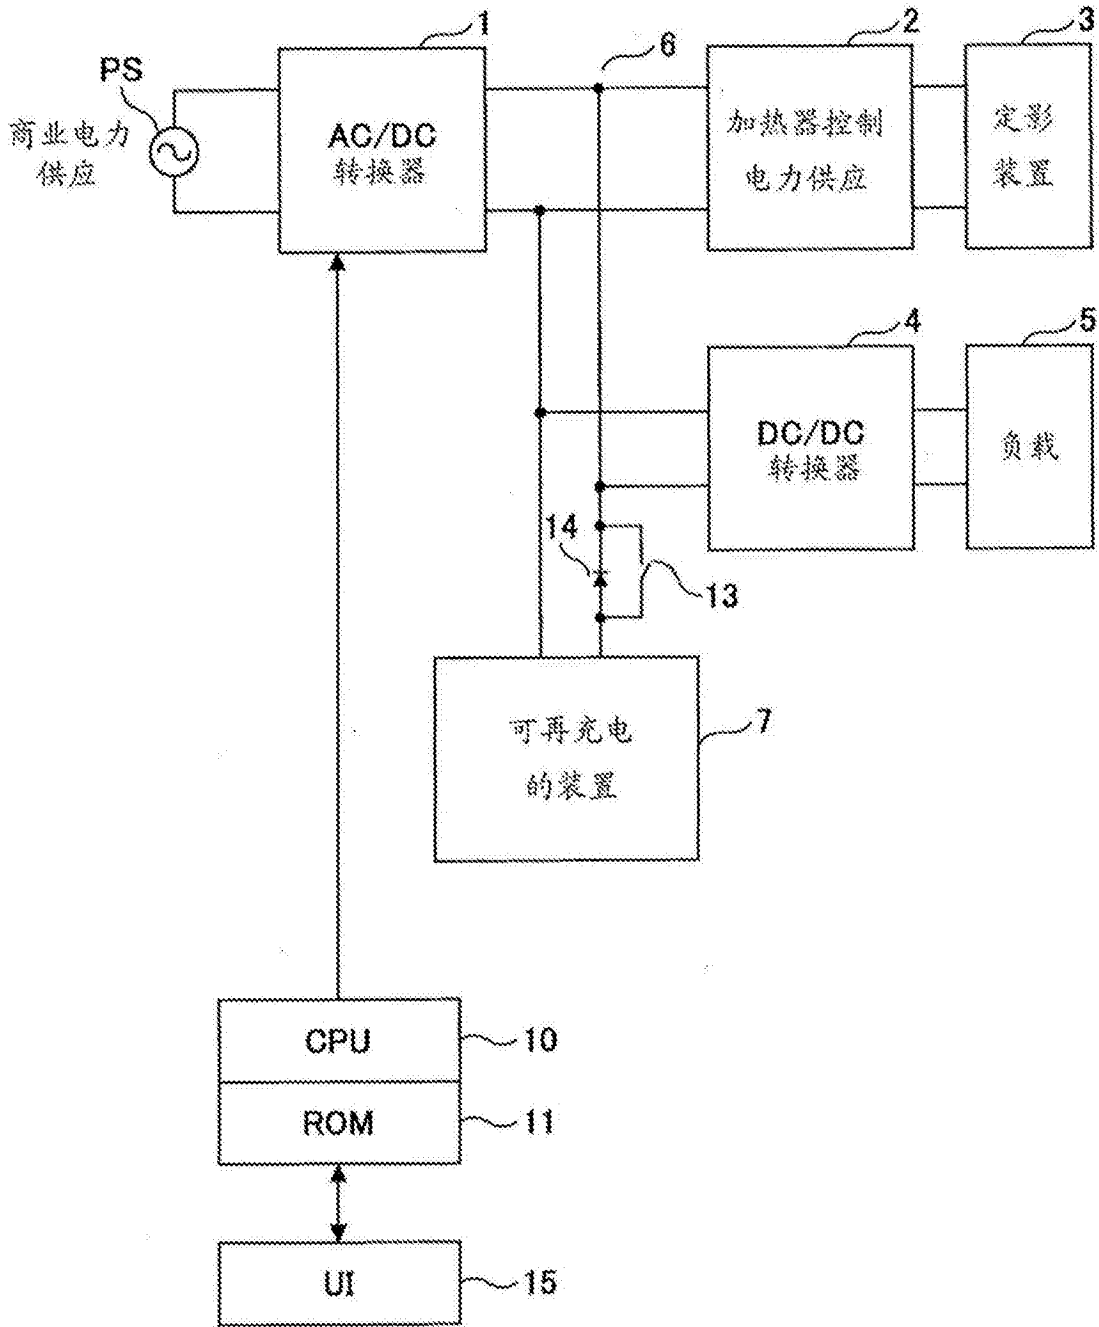 1
6
2
3
PS
商业电力
供应
AC/DC
转换器
加热器控制
电力供应
定影
装置
4
5
DC/DC
转换器
负载
14
13
可再充电
的装置
7
CPU
10
ROM
11
UI
15